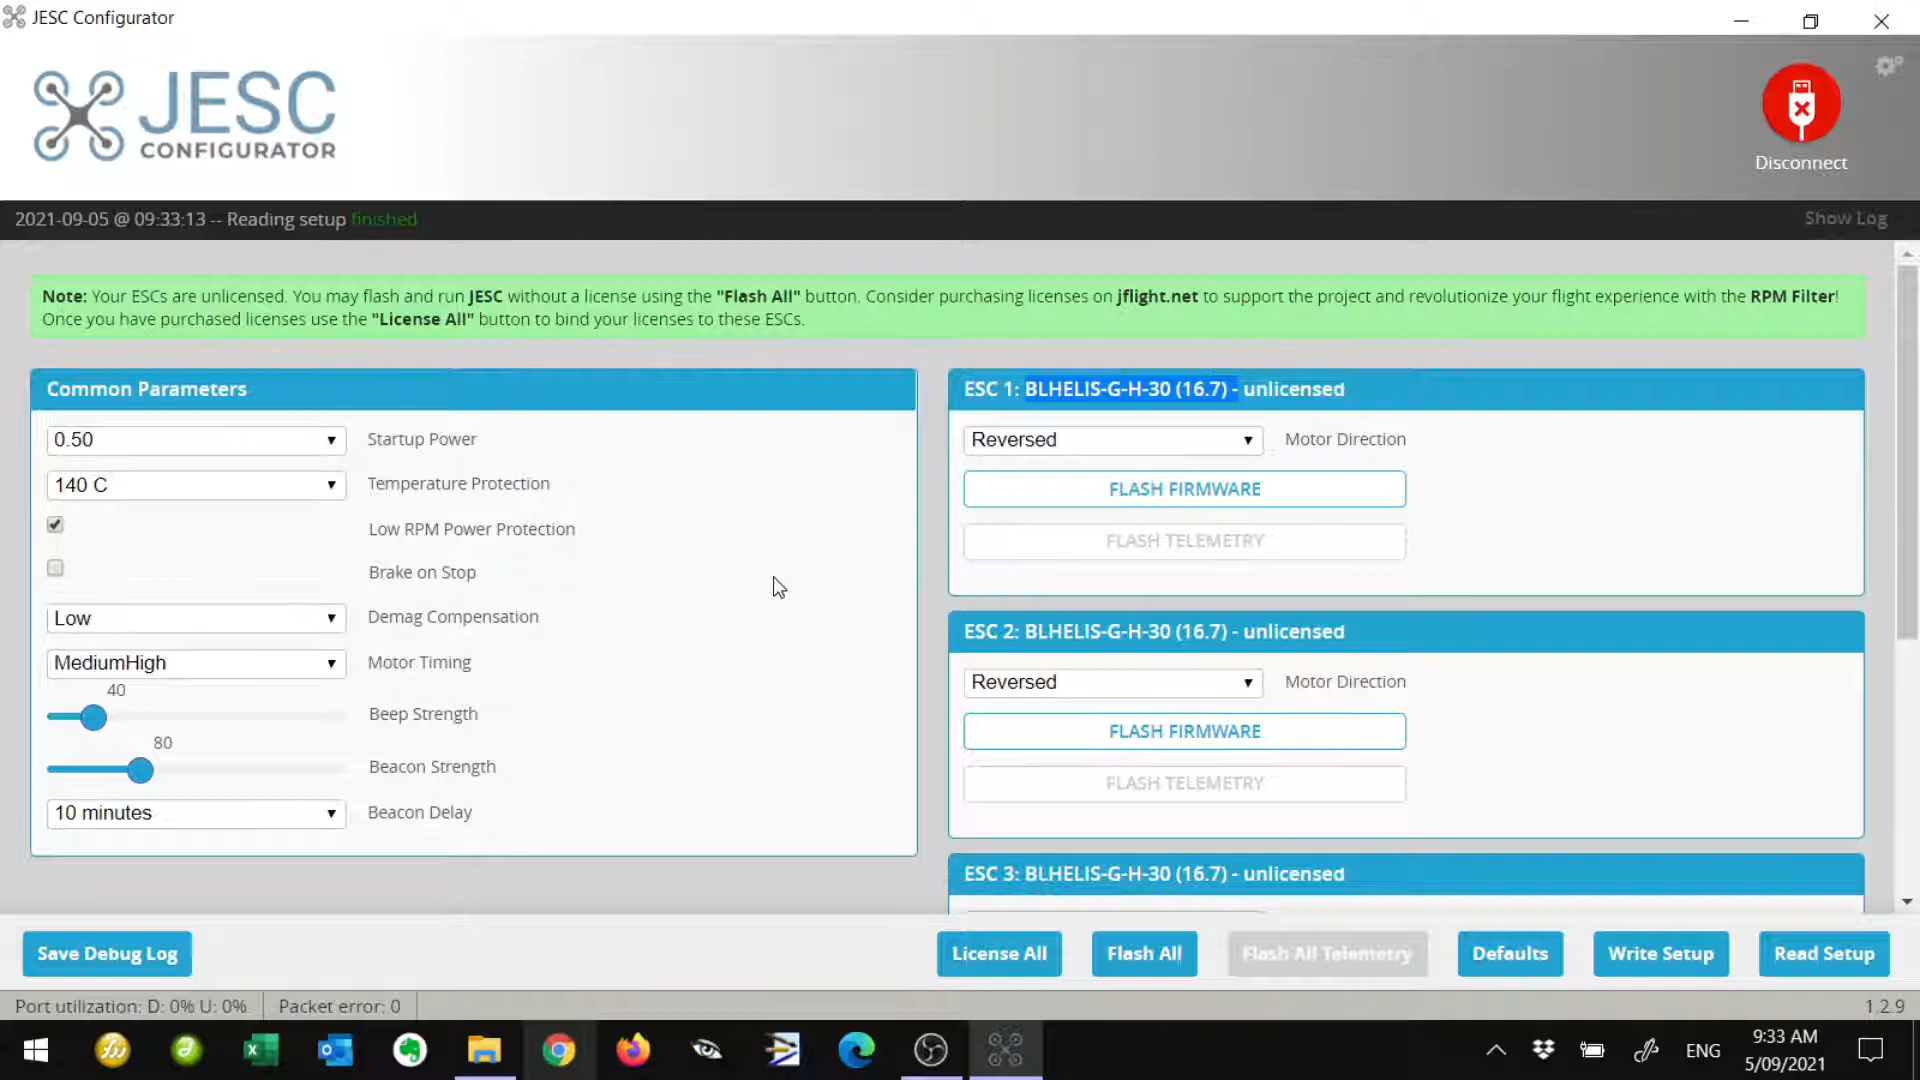 JESC Configurator
JESC
CONFIGURATOR
Disconnect
2021-09-05 @ 09:33:13 -- Reading setup finished
Show Log
Note: Your ESCs are unlicensed. You may flash and run JESC without a license using the "Flash All" button. Consider purchasing licenses on jflight.net to support the project and revolutionize your flight experience with the RPM Filter!
Once you have purchased licenses use the "License All" button to bind your licenses to these ESCs.
Common Parameters
0.50 Startup Power
140 C Temperature Protection
Low RPM Power Protection
Brake on Stop
Low Demag Compensation
MediumHigh Motor Timing
40
Beep Strength
80
Beacon Strength
10 minutes Beacon Delay
ESC 1: BLHELIS-G-H-30 (16.7) - unlicensed
Reversed Motor Direction
FLASH FIRMWARE
FLASH TELEMETRY
ESC 2: BLHELIS-G-H-30 (16.7) - unlicensed
Reversed Motor Direction
FLASH FIRMWARE
FLASH TELEMETRY
ESC 3: BLHELIS-G-H-30 (16.7) - unlicensed
Save Debug Log License All Flash All Flash All Telemetry Defaults Write Setup Read Setup
Port utilization: D: 0% U: 0% Packet error: 0 1.2.9
ENG
9:33 AM
5/09/2021